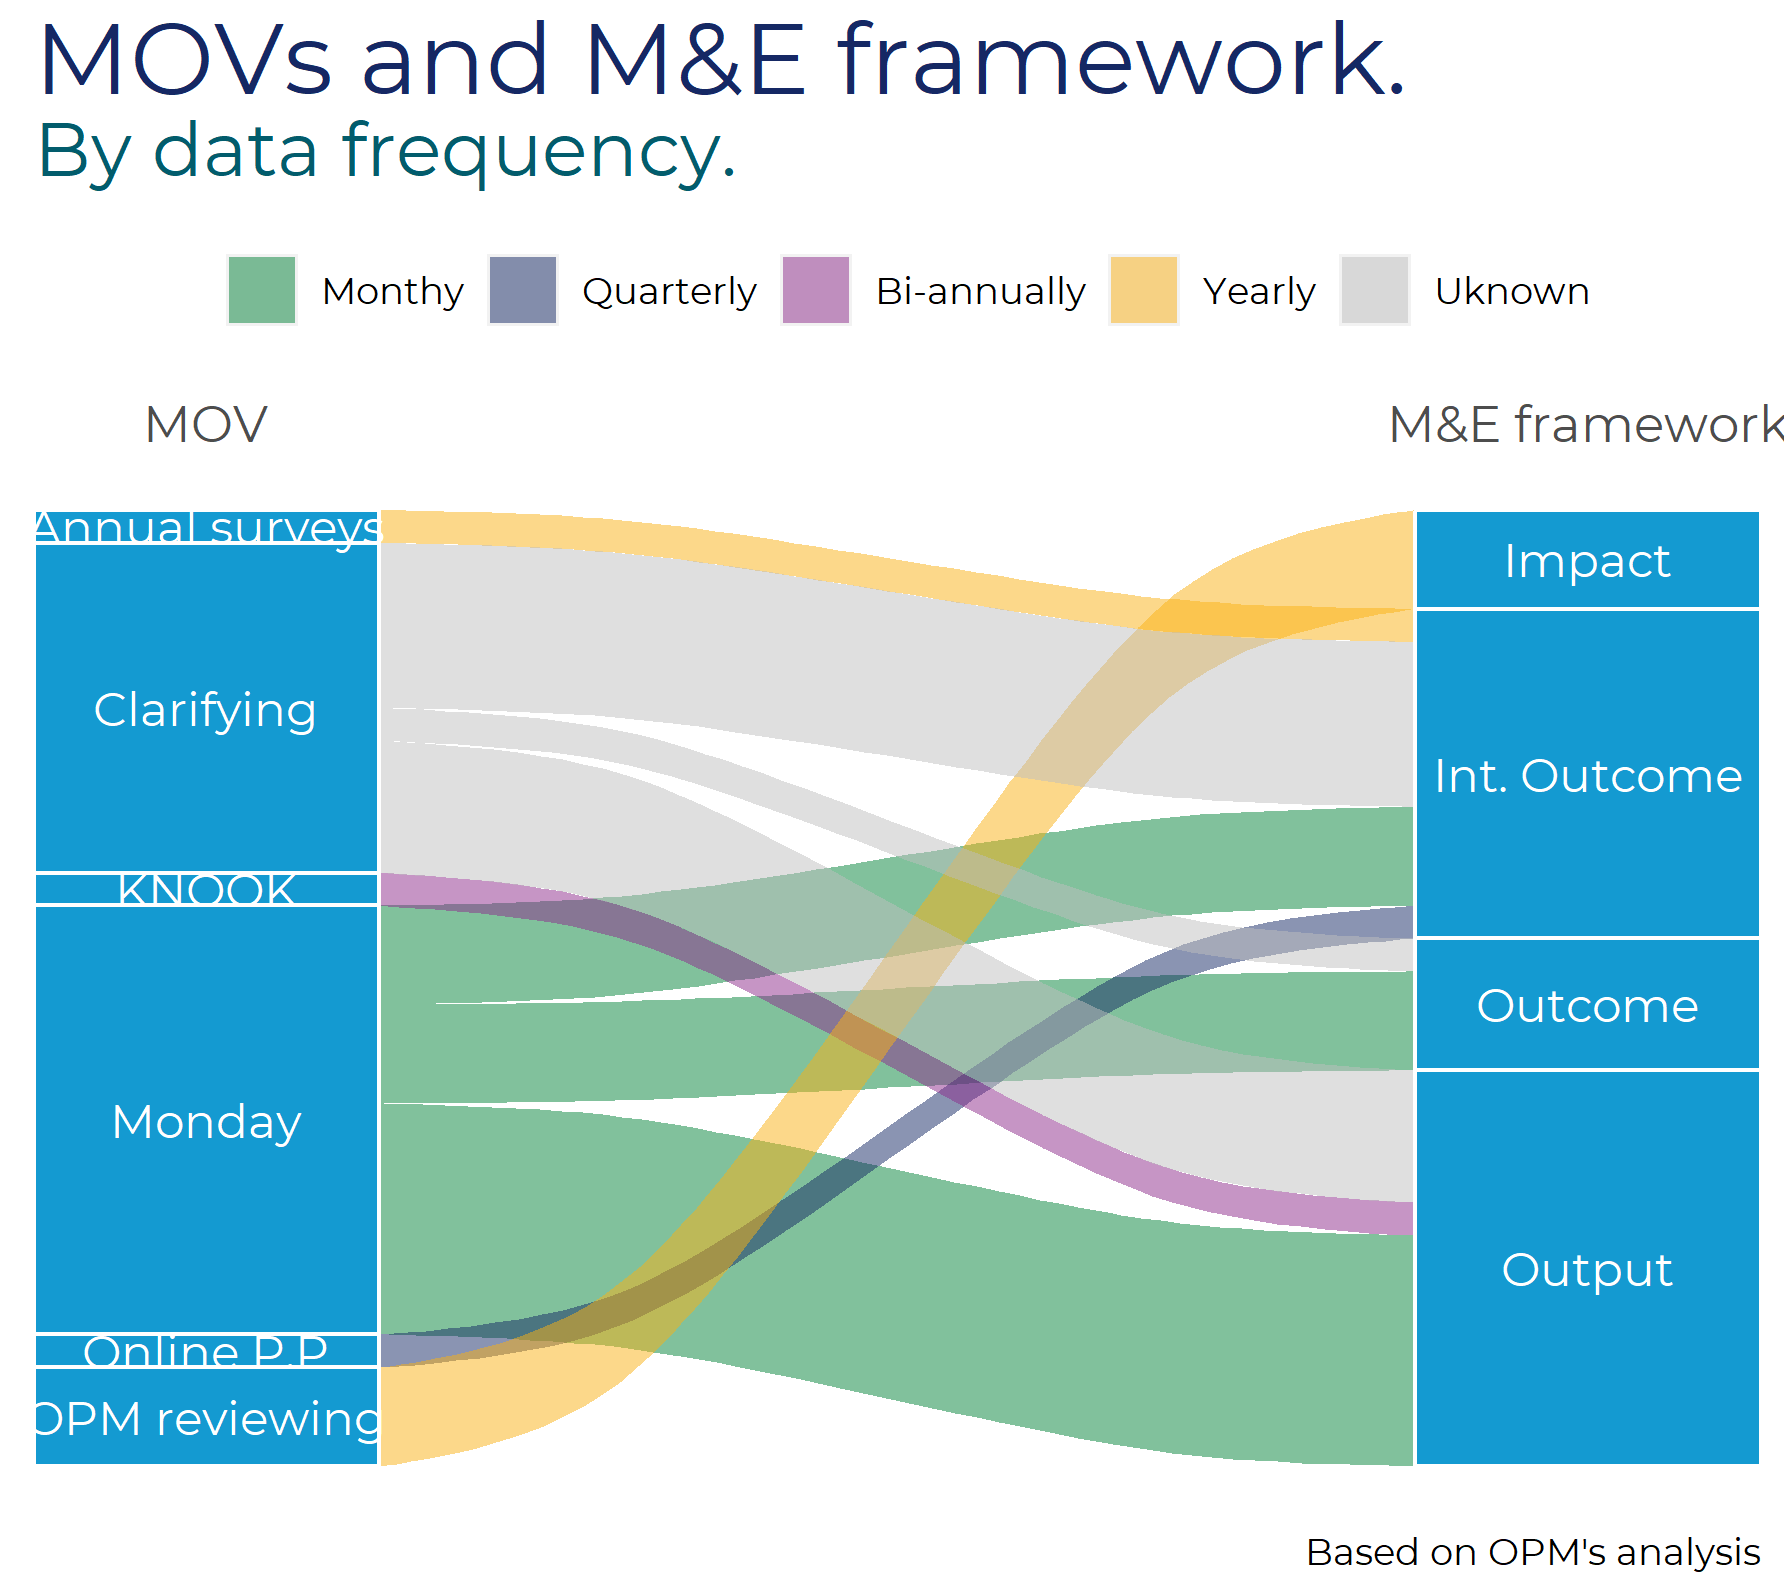 MOVs and M&E framework.
By data frequency.
Monthy Quarterly Bi-annually Yearly Uknown
MOV M&E framework
Annual surveys
Impact
Clarifying
Int. Outcome
KNOOK
Outcome
Monday
Output
Online P.P
OPM reviewing
Based on OPM's analysis